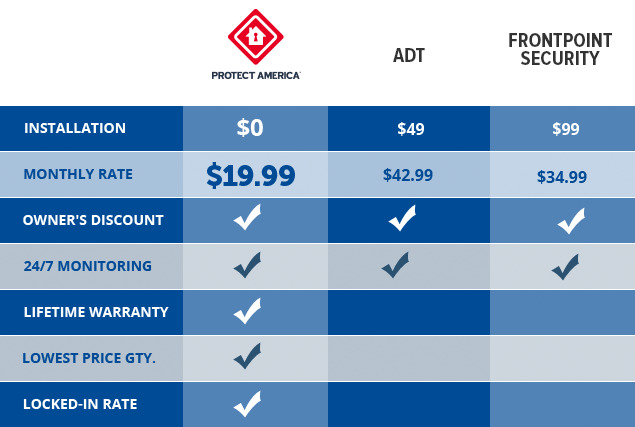 PROTECT AMERICA
ADT
FRONTPOINT
SECURITY
INSTALLATION $0 $49 $99
MONTHLY RATE $19.99 $42.99 $34.99
OWNER'S DISCOUNT
24/7 MONITORING
LIFETIME WARRANTY
LOWEST PRICE GTY.
LOCKED-IN RATE